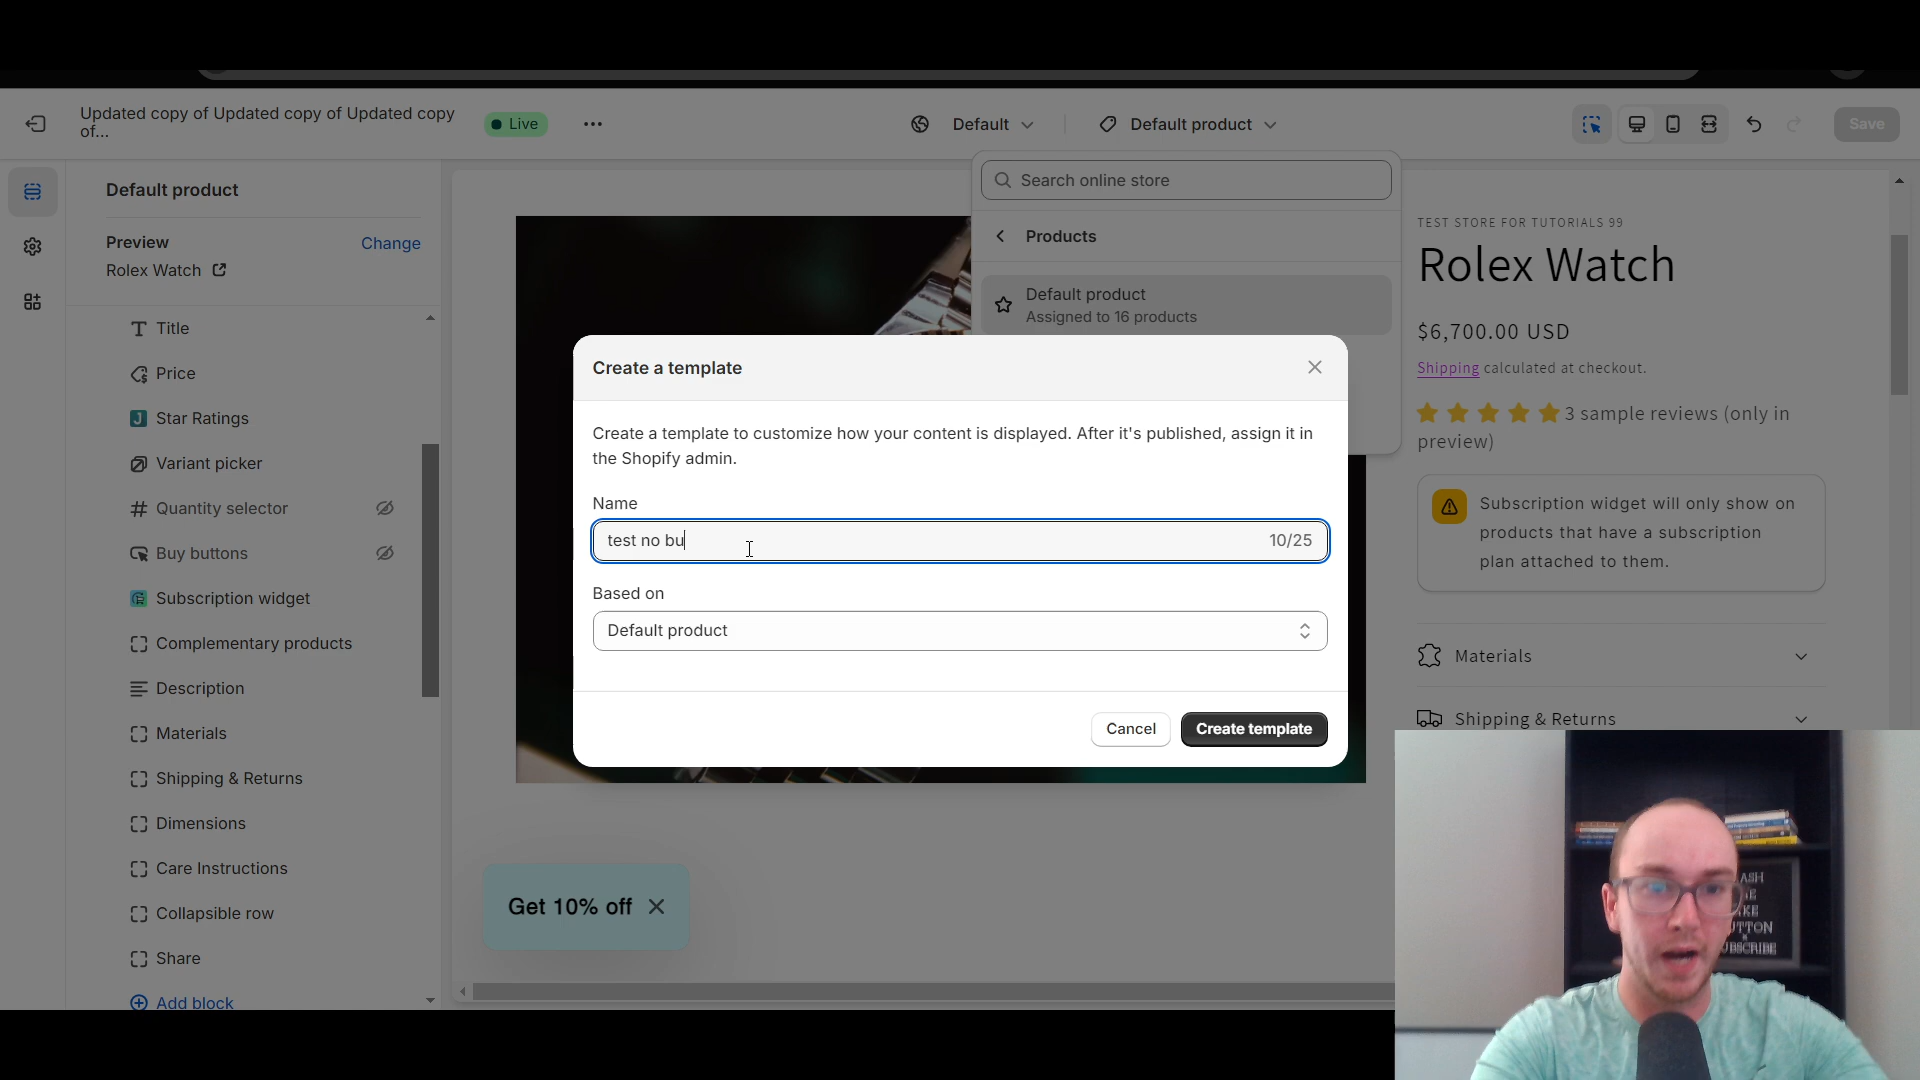 Updated copy of Updated copy of Updated copy
of...
Live
Default
Default product
Save
Default product
Preview
Change
Rolex Watch
Title
Price
Star Ratings
Variant picker
Quantity selector
Buy buttons
Subscription widget
Complementary products
Description
Materials
Shipping & Returns
Dimensions
Care Instructions
Collapsible row
Share
Add block
Search online store
Products
Default product
Assigned to 16 products
Create a template
Create a template to customize how your content is displayed. After it's published, assign it in
the Shopify admin.
Name
test no bu
10/25
Based on
Default product
Cancel
Create template
Get 10% off
TEST STORE FOR TUTORIALS 99
Rolex Watch
$6,700.00 USD
Shipping calculated at checkout.
3 sample reviews (only in
preview)
Subscription widget will only show on
products that have a subscription
plan attached to them.
Materials
Shipping & Returns